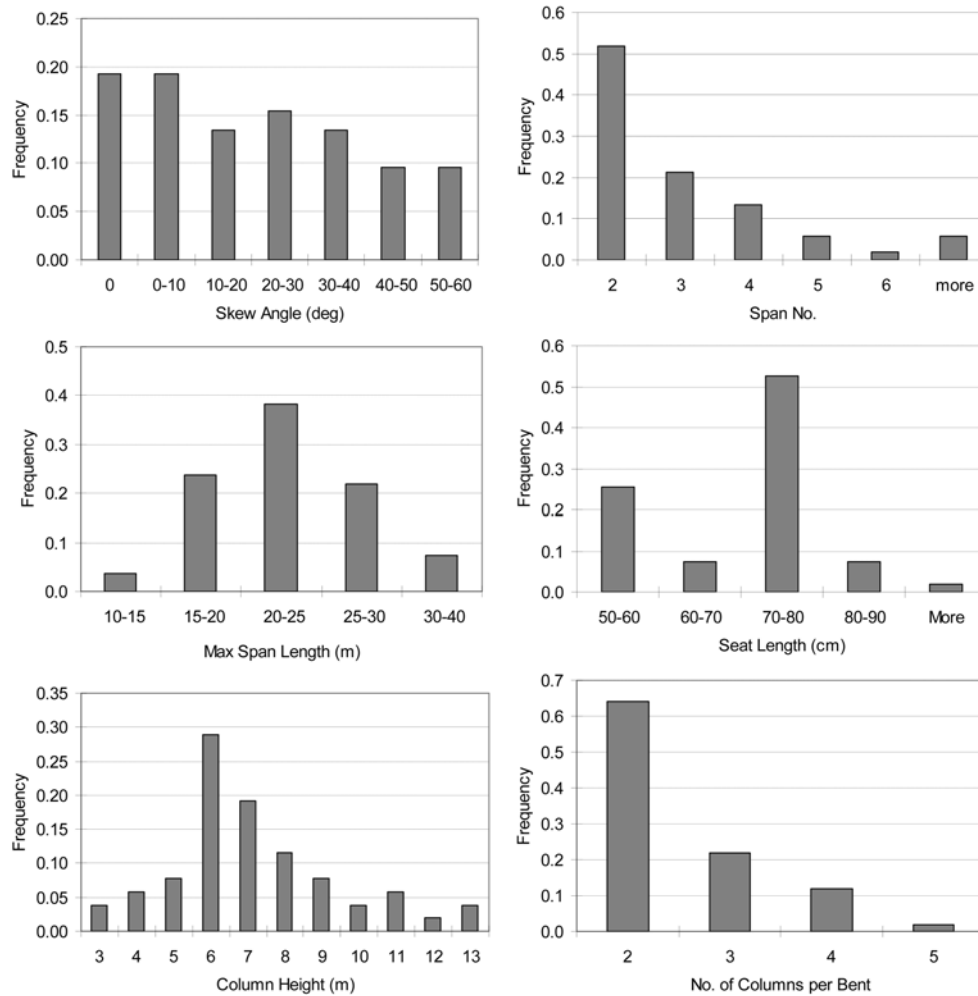 Frequency
0.25
0.20
0.15
0.10
0.05
0.00
0 0-10 10-20 20-30 30-40 40-50 50-60
Skew Angle (deg)
Frequency
0.6
0.5
0.4
0.3
0.2
0.1
0.0
2 3 4 5 6 more
Span No.
Frequency
0.5
0.4
0.3
0.2
0.1
0.0
10-15 15-20 20-25 25-30 30-40
Max Span Length (m)
Frequency
0.6
0.5
0.4
0.3
0.2
0.1
0.0
50-60 60-70 70-80 80-90 More
Seat Length (cm)
Frequency
0.35
0.30
0.25
0.20
0.15
0.10
0.05
0.00
3 4 5 6 7 8 9 10 11 12 13
Column Height (m)
Frequency
0.7
0.6
0.5
0.4
0.3
0.2
0.1
0.0
2 3 4 5
No. of Columns per Bent